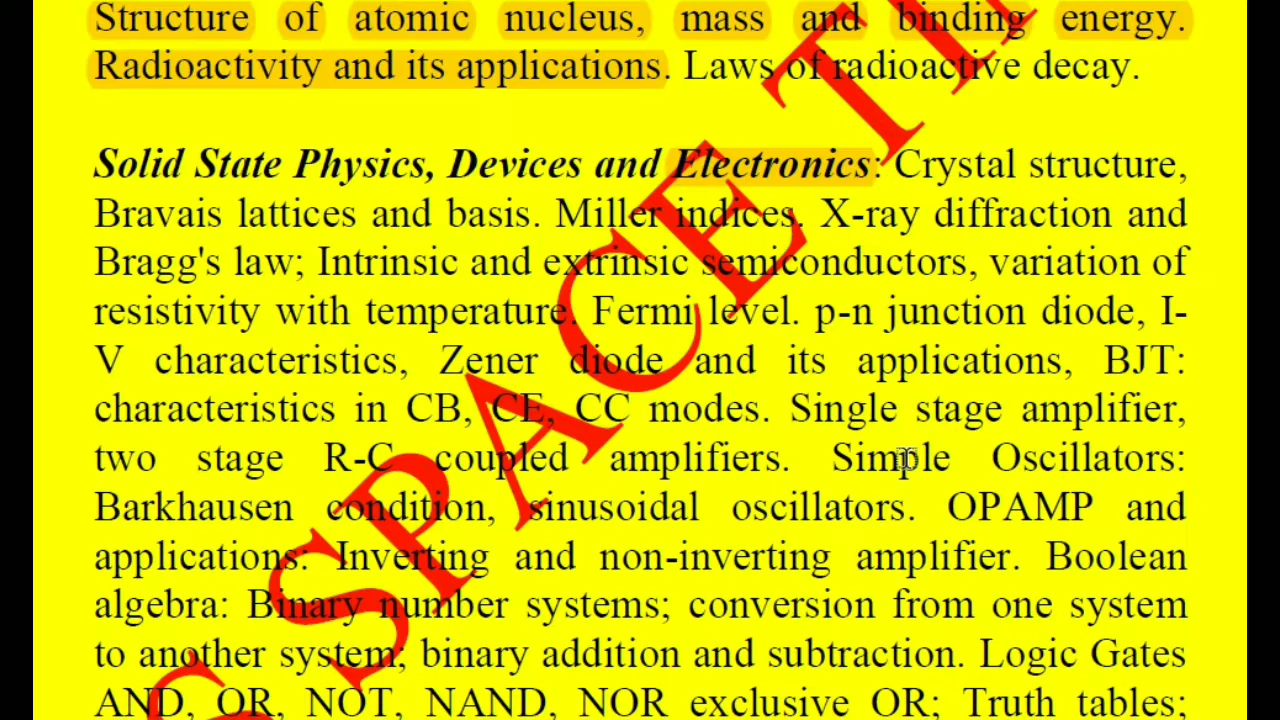 Structure of atomic nucleus, mass and binding energy.
Radioactivity and its applications. Laws of radioactive decay.
Solid State Physics, Devices and Electronics: Crystal structure,
Bravais lattices and basis. Miller indices. X-ray diffraction and
Bragg's law; Intrinsic and extrinsic semiconductors, variation of
resistivity with temperature. Fermi level. p-n junction diode, I-
V characteristics, Zener diode and its applications, BJT:
characteristics in CB, CE, CC modes. Single stage amplifier,
two stage R-C coupled amplifiers. Simple Oscillators:
Barkhausen condition, sinusoidal oscillators. OPAMP and
applications: Inverting and non-inverting amplifier. Boolean
algebra: Binary number systems; conversion from one system
to another system; binary addition and subtraction. Logic Gates
AND, OR, NOT, NAND, NOR exclusive OR; Truth tables;
SPACE